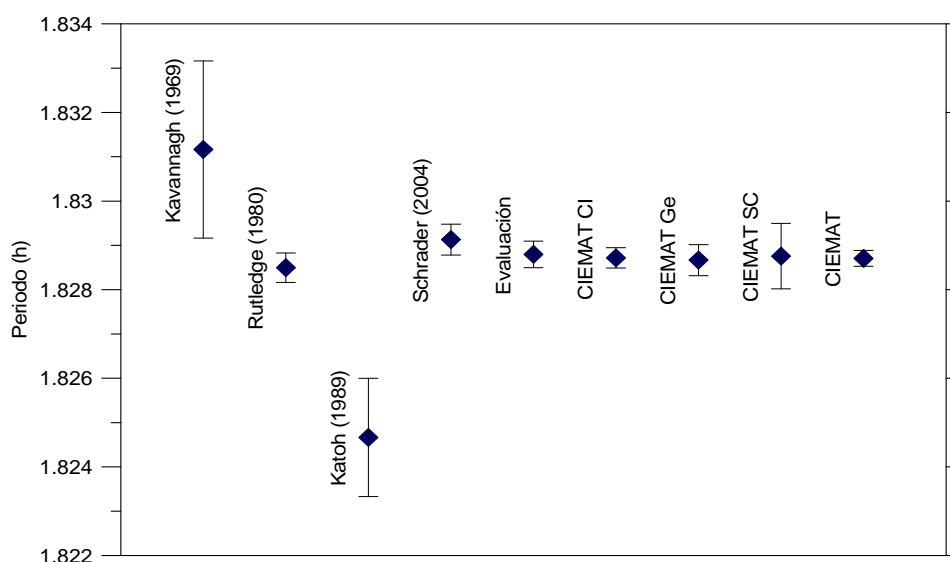 1.834
1.832
1.83
1.828
1.826
1.824
1.822
Periodo (h)
Kavannagh (1969)
Rutledge (1980)
Katoh (1989)
Schrader (2004)
Evaluación
CIEMAT CI
CIEMAT Ge
CIEMAT SC
CIEMAT